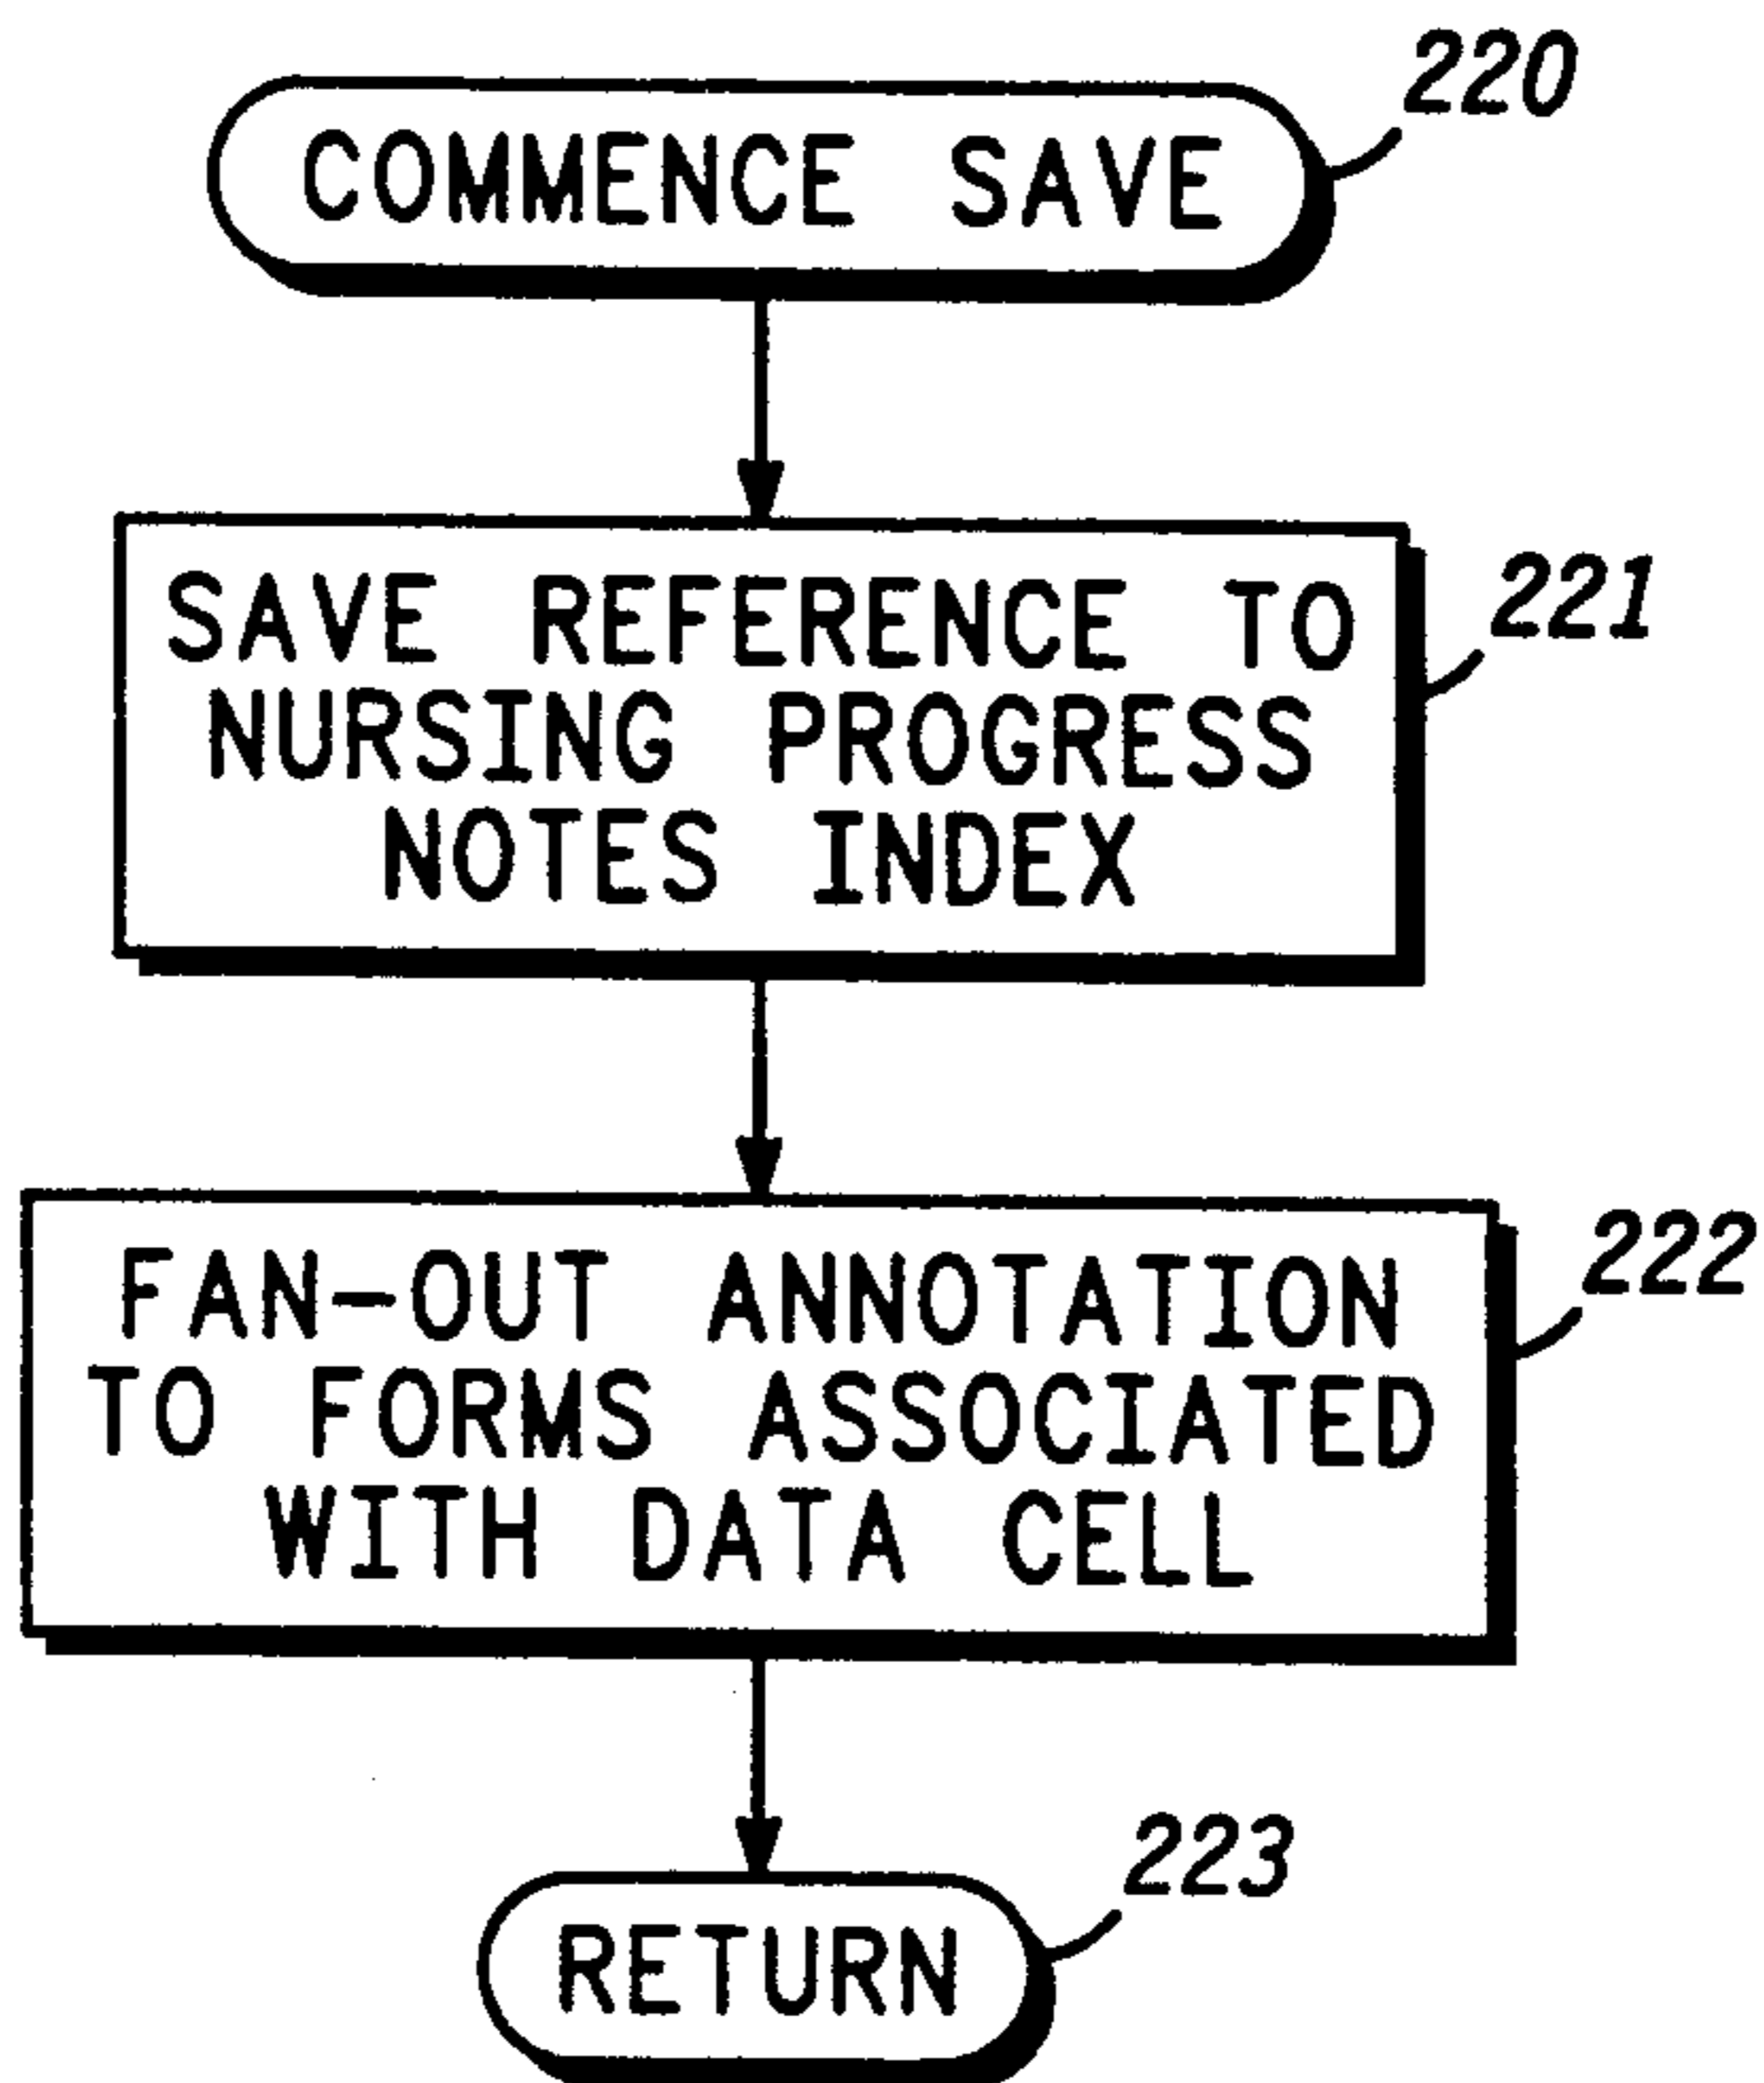 220
COMMENCE SAVE
221
SAVE REFERENCE TO
NURSING PROGRESS
NOTES INDEX
222
FAN-OUT ANNOTATION
TO FORMS ASSOCIATED
WITH DATA CELL
223
RETURN